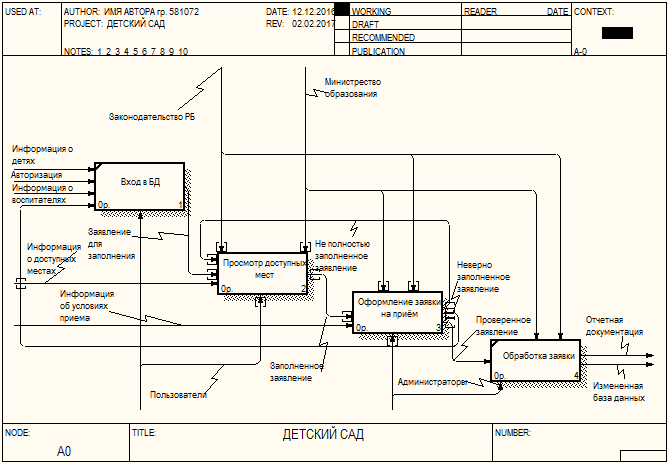 USED AT:
AUTHOR: ИМЯ АВТОРА гр. 581072
DATE: 12.12.2016
WORKING
READER
DATE
CONTEXT:
PROJECT: ДЕТСКИЙ САД
REV: 02.02.2017
DRAFT
RECOMMENDED
NOTES: 1 2 3 4 5 6 7 8 9 10
PUBLICATION
A-0
Министрество
образования
Законодательство РБ
Информация о
детях
Авторизация
Информация о
воспитателях
Вход в БД
0р.
1
Заявление
для
заполнения
Информация
о доступных
местах
Просмотр доступных
мест
0р.
2
Не полностью
заполненное
заявление
Неверно
заполненное
заявление
Информация
об условиях
приема
Оформление заявки
на приём
0р.
3
Проверенное
заявление
Отчетная
документация
Обработка заявки
0р.
4
Заполненное
заявление
Пользователи
Администраторы
Измененная
база данных
NODE:
TITLE:
NUMBER:
ДЕТСКИЙ САД
A0